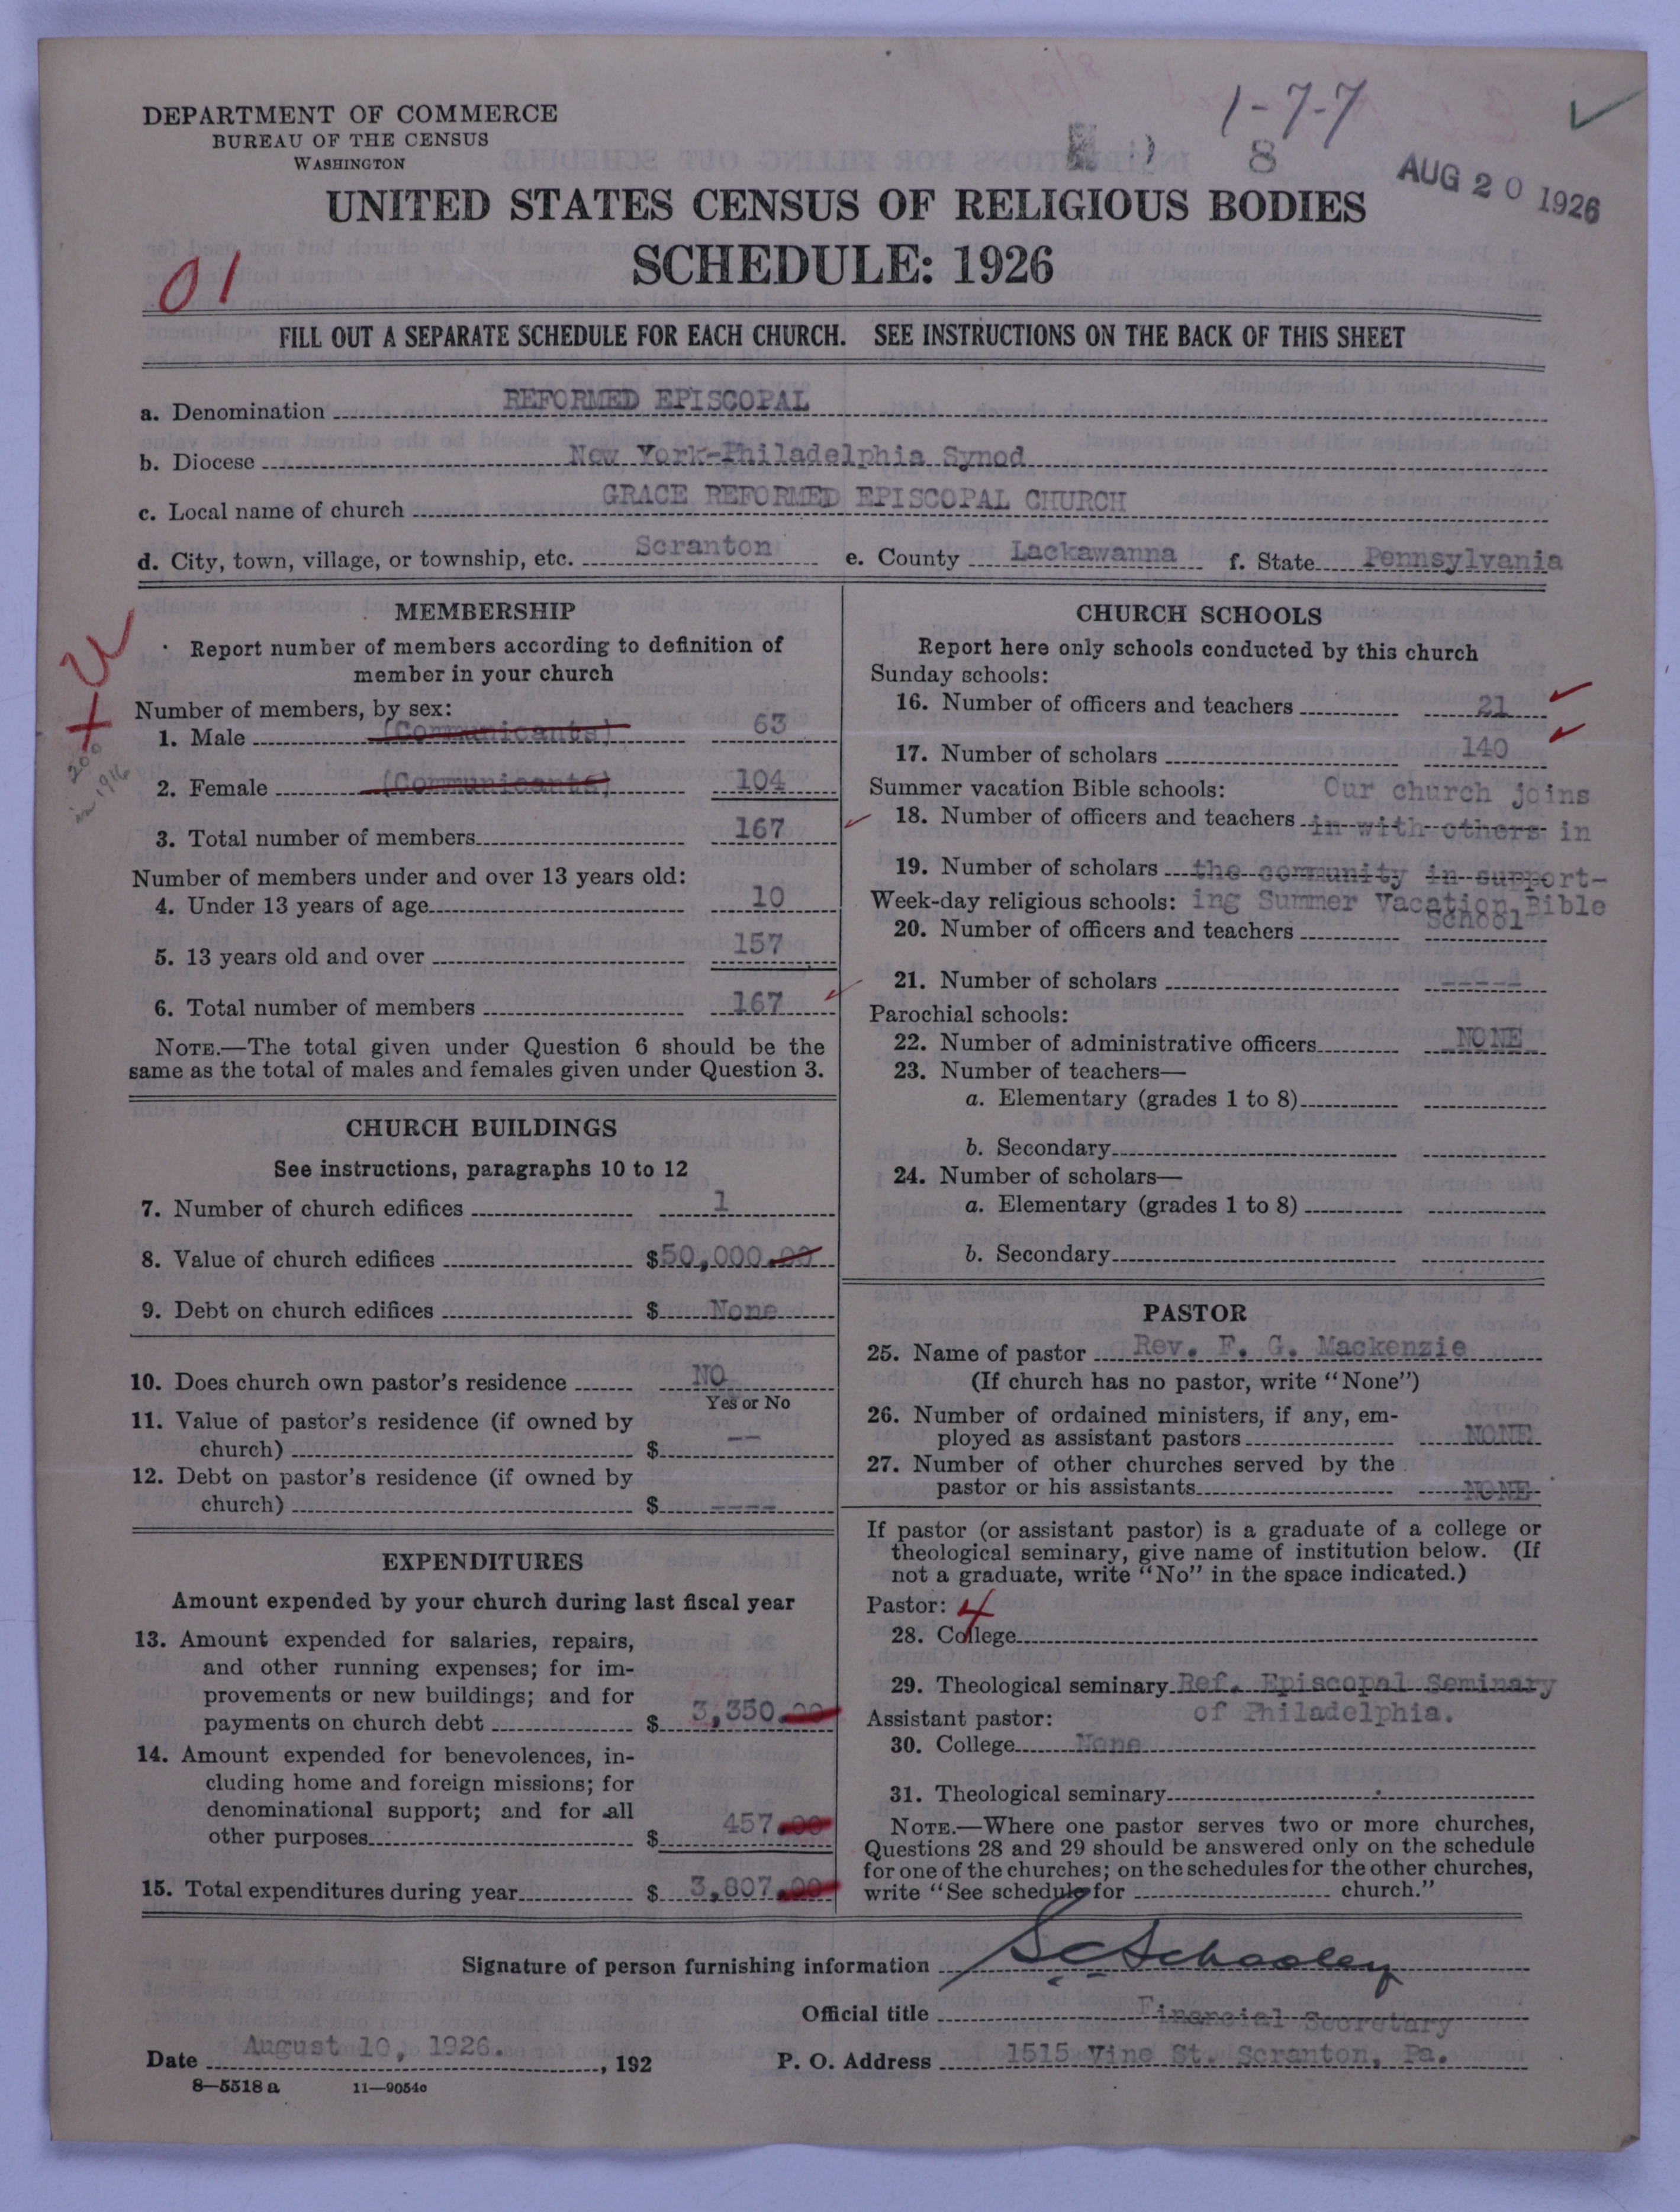 DEPARTMENT OF COMMERCE
BUREAU OF THE CENSUS
WASHINGTON
1-7-7
8
AUG 20 1926
UNITED STATES CENSUS OF RELIGIOUS BODIES
SCHEDULE: 1926
01
FILL OUT A SEPARATE SCHEDULE FOR EACH CHURCH. SEE INSTRUCTIONS ON THE BACK OF THIS SHEET
a. Denomination REFORMED EPISCOPAL
b. Diocese New York-Philadelphia Synod
c. Local name of church GRACE REFORMED EPISCOPAL CHURCH
d. City, town, village, or township, etc. Scranton e. County Lackawanna f. State Pennsylvania
MEMBERSHIP
Report number of members according to definition of
member in your church
Number of members, by sex:
1. Male (Communicants) 63
200
in 1916
2. Female (Communicants) 104
3. Total number of members 167
Number of members under and over 13 years old:
4. Under 13 years of age 10
5. 13 years old and over 157
6. Total number of members 167
NOTE.—The total given under Question 6 should be the
same as the total of males and females given under Question 3.
CHURCH BUILDINGS
See instructions, paragraphs 10 to 12
7. Number of church edifices 1
8. Value of church edifices $50,000.00
9. Debt on church edifices $ None
10. Does church own pastor's residence NO
Yes or No
11. Value of pastor's residence (if owned by
church) $ --
12. Debt on pastor's residence (if owned by
church) $ ----
EXPENDITURES
Amount expended by your church during last fiscal year
13. Amount expended for salaries, repairs,
and other running expenses; for im-
provements or new buildings; and for
payments on church debt $ 3,350.00
14. Amount expended for benevolences, in-
cluding home and foreign missions; for
denominational support; and for all
other purposes $ 457.00
15. Total expenditures during year $ 3,807.00
CHURCH SCHOOLS
Report here only schools conducted by this church
Sunday schools:
16. Number of officers and teachers 21
17. Number of scholars 140
Summer vacation Bible schools: Our church joins
18. Number of officers and teachers in with others in
19. Number of scholars the community in support-
Week-day religious schools: ing Summer Vacation Bible
School
20. Number of officers and teachers
21. Number of scholars ----
Parochial schools:
22. Number of administrative officers NONE
23. Number of teachers—
a. Elementary (grades 1 to 8)
b. Secondary
24. Number of scholars—
a. Elementary (grades 1 to 8)
b. Secondary
PASTOR
25. Name of pastor Rev. F. G. Mackenzie
(If church has no pastor, write "None")
26. Number of ordained ministers, if any, em-
ployed as assistant pastors NONE
27. Number of other churches served by the
pastor or his assistants NONE
If pastor (or assistant pastor) is a graduate of a college or
theological seminary, give name of institution below. (If
not a graduate, write "No" in the space indicated.)
Pastor: 4
28. College
29. Theological seminary Ref. Episcopal Seminary
Assistant pastor: of Philadelphia.
30. College None
31. Theological seminary
NOTE.—Where one pastor serves two or more churches,
Questions 28 and 29 should be answered only on the schedule
for one of the churches; on the schedules for the other churches,
write "See schedule for church."
Signature of person furnishing information S. C. Schooley
Official title Financial Secretary
Date August 10, 1926. , 192 P. O. Address 1515 Vine St. Scranton, Pa.
8—5518 a 11—9054c